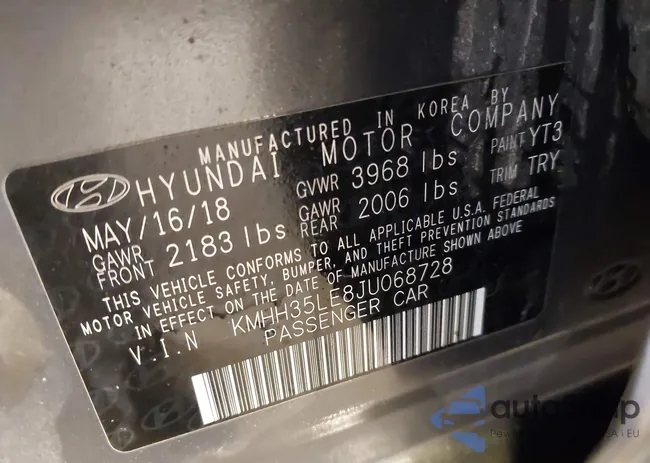 MANUFACTURED IN KOREA BY
HYUNDAI MOTOR COMPANY
MAY/16/18 GVWR 3968 lbs PAINT YT3
GAWR FRONT 2183 lbs GAWR REAR 2006 lbs TRIM TRY
THIS VEHICLE CONFORMS TO ALL APPLICABLE U.S.A. FEDERAL
MOTOR VEHICLE SAFETY, BUMPER, AND THEFT PREVENTION STANDARDS
IN EFFECT ON THE DATE OF MANUFACTURE SHOWN ABOVE
V.I.N KMHH35LE8JU068728
PASSENGER CAR